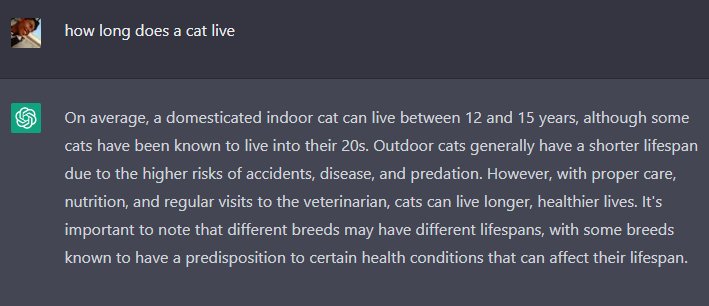 how long does a cat live
On average, a domesticated indoor cat can live between 12 and 15 years, although some
cats have been known to live into their 20s. Outdoor cats generally have a shorter lifespan
due to the higher risks of accidents, disease, and predation. However, with proper care,
nutrition, and regular visits to the veterinarian, cats can live longer, healthier lives. It's
important to note that different breeds may have different lifespans, with some breeds
known to have a predisposition to certain health conditions that can affect their lifespan.